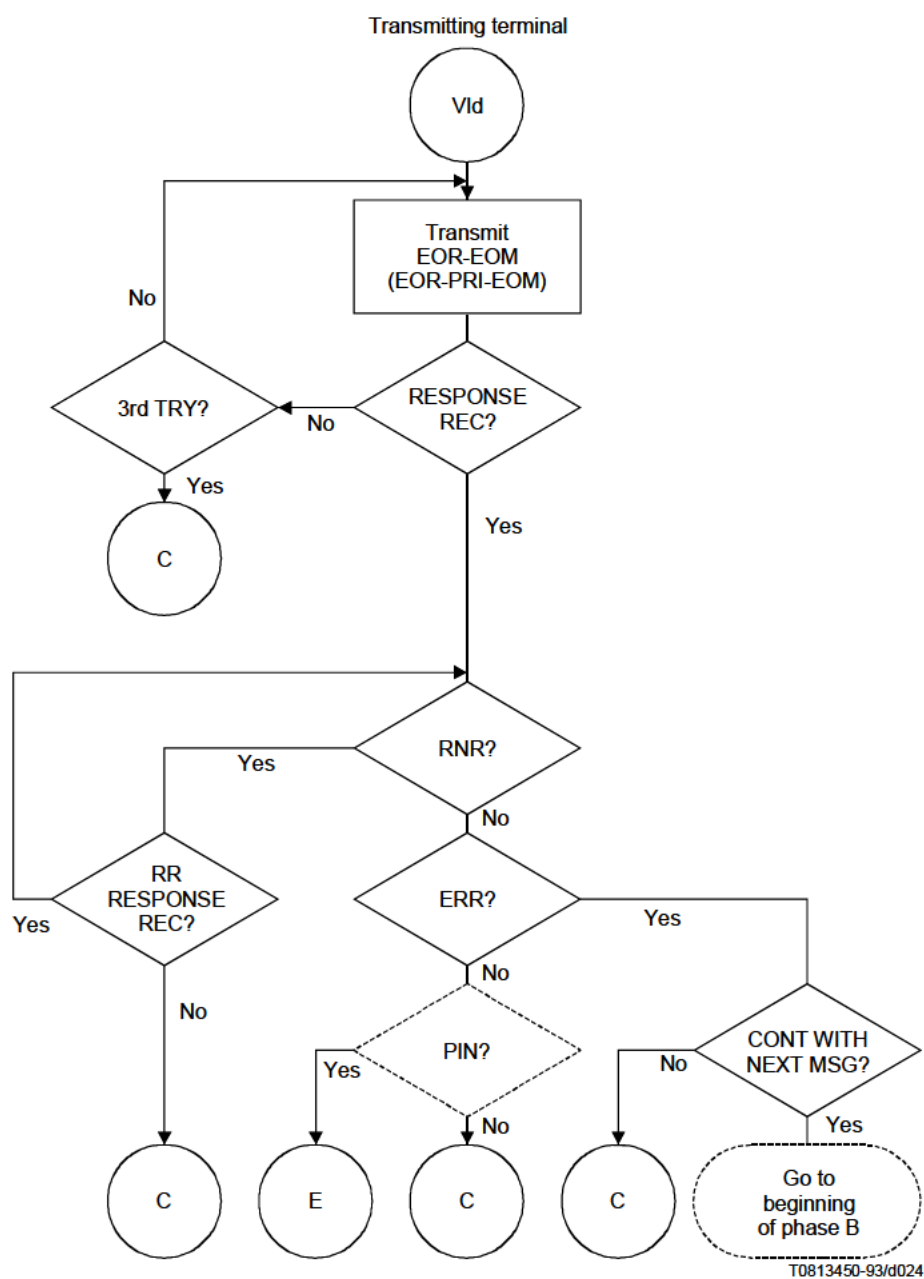 Transmitting terminal
VId
Transmit
EOR-EOM
(EOR-PRI-EOM)
No
3rd TRY?
No
RESPONSE
REC?
Yes
C
Yes
RNR?
Yes
No
RR
RESPONSE
REC?
Yes
ERR?
Yes
No
No
PIN?
Yes
CONT WITH
NEXT MSG?
No
No
Yes
C
E
C
C
Go to
beginning
of phase B
T0813450-93/d024